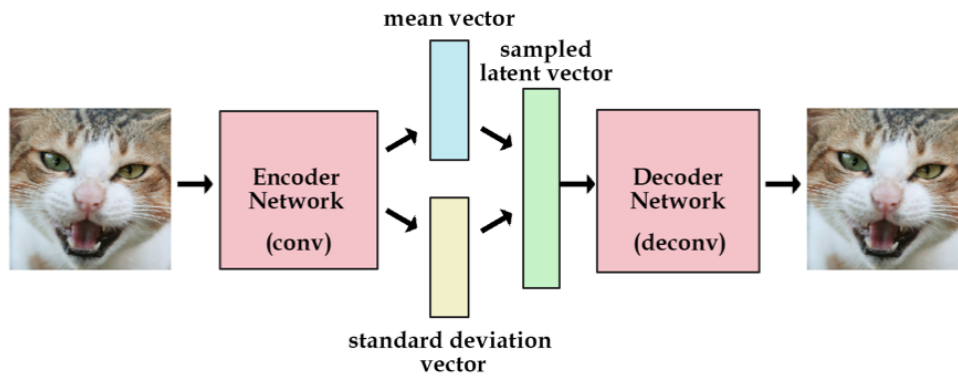 mean vector
sampled
latent vector
Encoder
Network
(conv)
Decoder
Network
(deconv)
standard deviation
vector